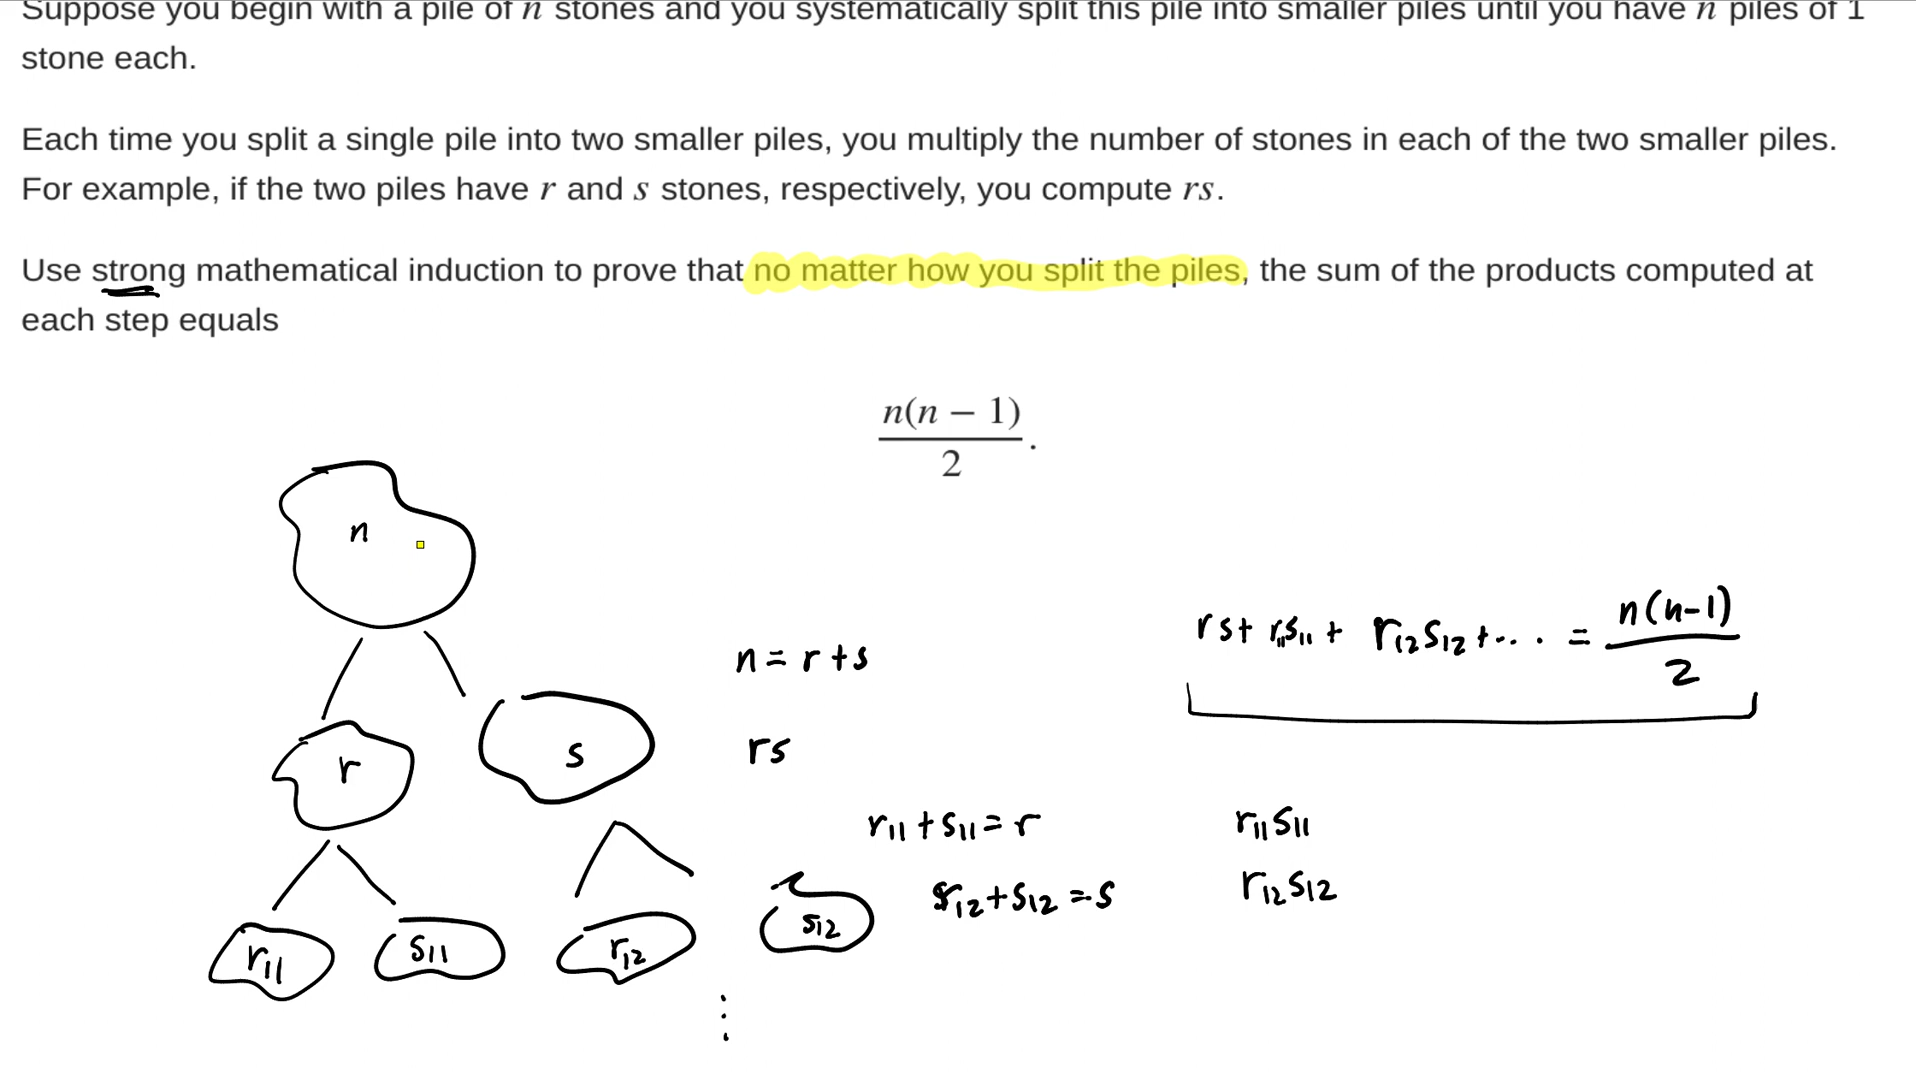 Suppose you begin with a pile of n stones and you systematically split this pile into smaller piles until you have n piles of 1
stone each.
Each time you split a single pile into two smaller piles, you multiply the number of stones in each of the two smaller piles.
For example, if the two piles have r and s stones, respectively, you compute rs.
Use strong mathematical induction to prove that no matter how you split the piles, the sum of the products computed at
each step equals
n(n − 1)
2
.
n
n = r + s
rs + r11s11 + r12s12 + ... = n(n-1)
2
r
s
rs
r11 + s11 = r
r11s11
r12 + s12 = s
r12s12
r11
s11
r12
s12
⋮